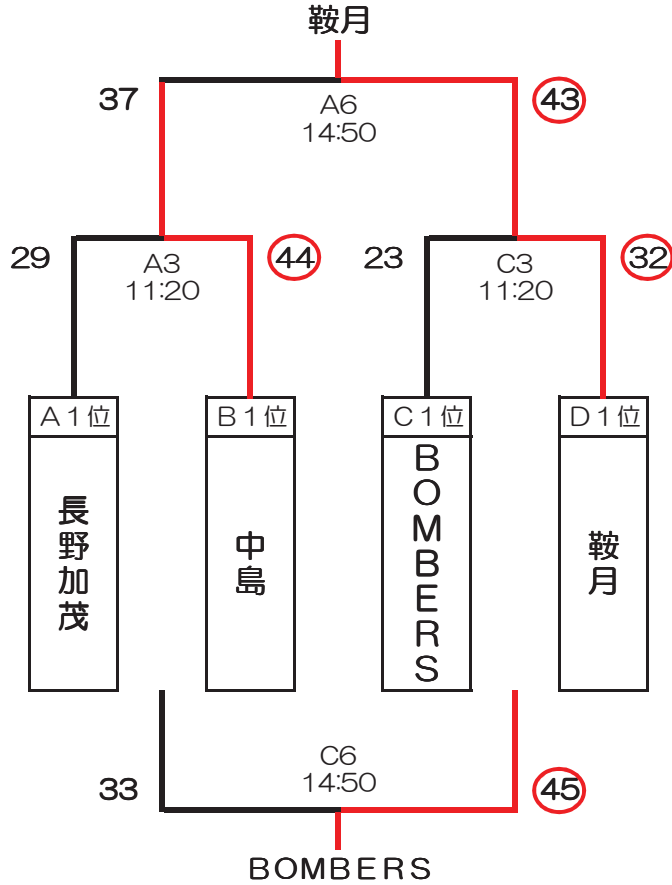 鞍月
37
43
A6
14:50
29
44
23
32
A3
11:20
C3
11:20
A1位
B1位
C1位
D1位
長野加茂
中島
BOMBERS
鞍月
C6
14:50
33
45
BOMBERS